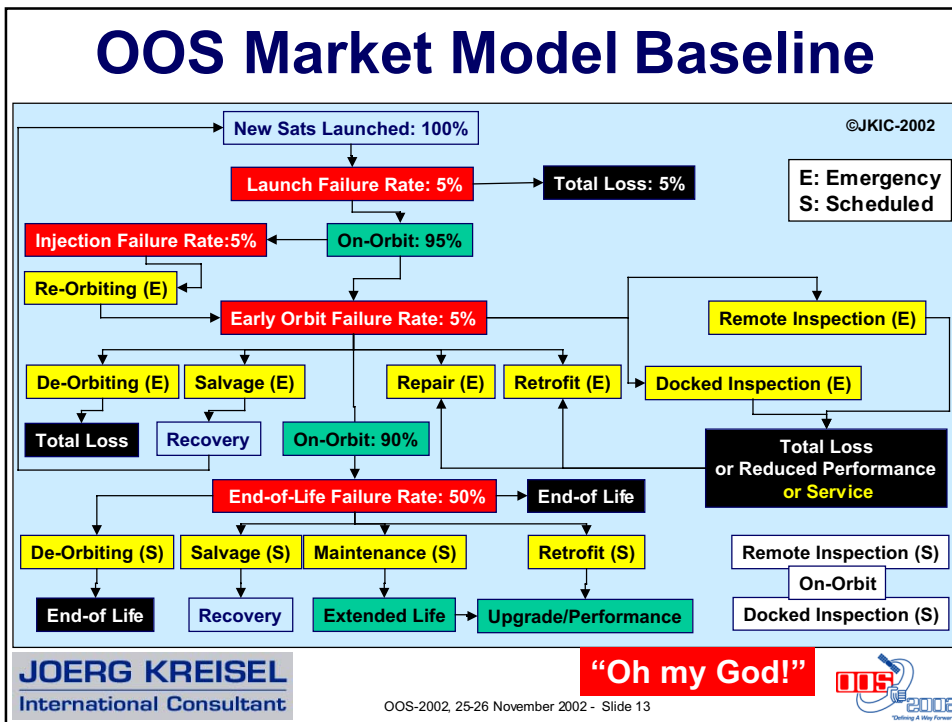 OOS Market Model Baseline
New Sats Launched: 100%
©JKIC-2002
Launch Failure Rate: 5%
Total Loss: 5%
E: Emergency
S: Scheduled
Injection Failure Rate:5%
On-Orbit: 95%
Re-Orbiting (E)
Early Orbit Failure Rate: 5%
Remote Inspection (E)
De-Orbiting (E)
Salvage (E)
Repair (E)
Retrofit (E)
Docked Inspection (E)
Total Loss
Recovery
On-Orbit: 90%
Total Loss
or Reduced Performance
or Service
End-of-Life Failure Rate: 50%
End-of Life
De-Orbiting (S)
Salvage (S)
Maintenance (S)
Retrofit (S)
Remote Inspection (S)
On-Orbit
Docked Inspection (S)
End-of Life
Recovery
Extended Life
Upgrade/Performance
JOERG KREISEL
International Consultant
OOS-2002, 25-26 November 2002 - Slide 13
“Oh my God!”
OOS
2002
"Defining A Way Forward"